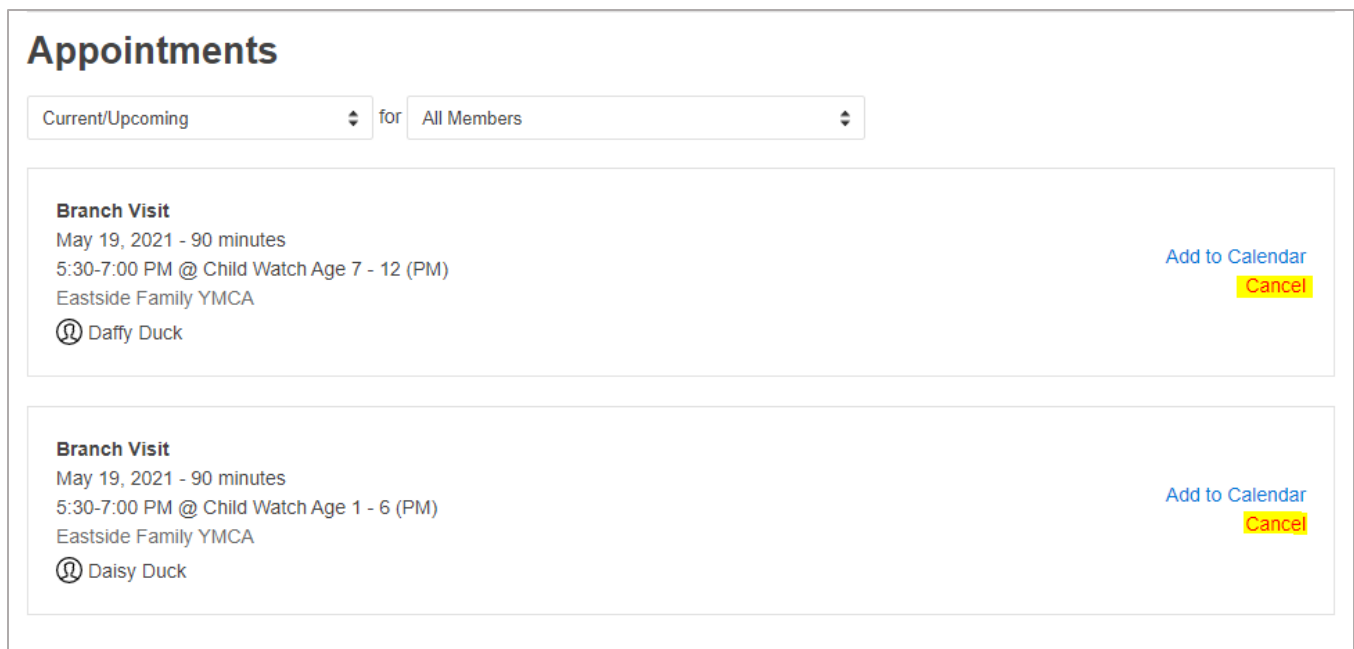 Appointments
Current/Upcoming for All Members
Branch Visit
May 19, 2021 - 90 minutes
5:30-7:00 PM @ Child Watch Age 7 - 12 (PM)
Eastside Family YMCA
Daffy Duck
Add to Calendar
Cancel
Branch Visit
May 19, 2021 - 90 minutes
5:30-7:00 PM @ Child Watch Age 1 - 6 (PM)
Eastside Family YMCA
Daisy Duck
Add to Calendar
Cancel